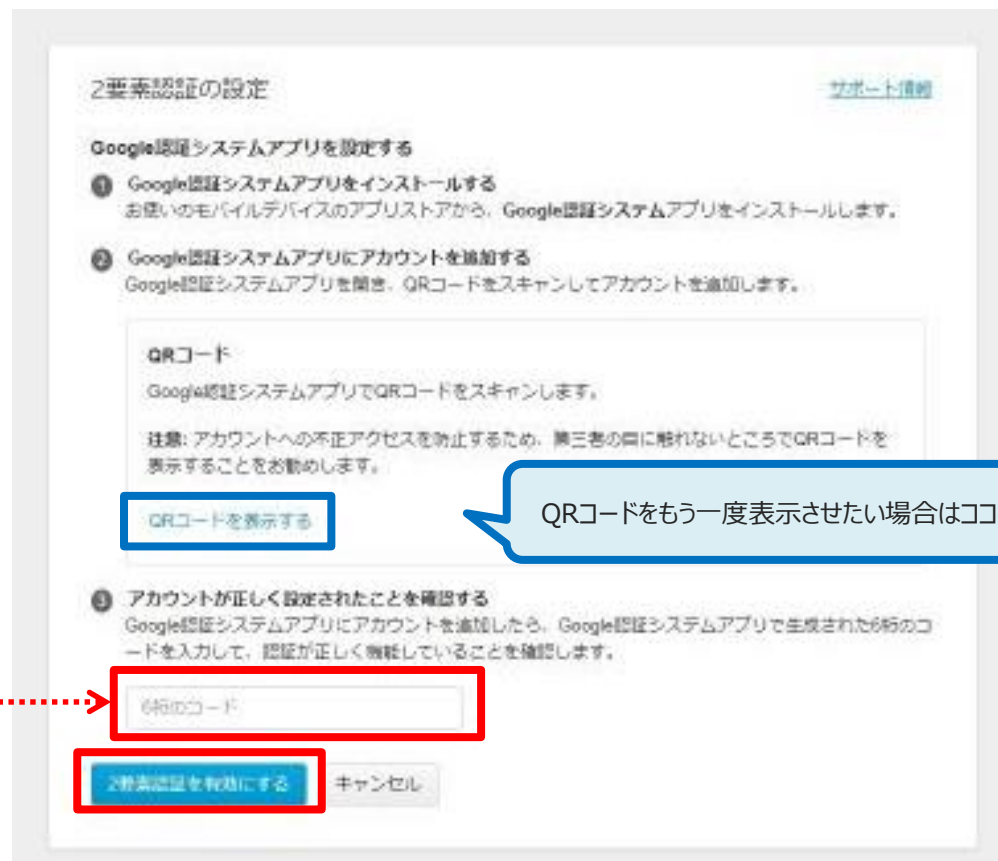 2要素認証の設定
サポート情報
Google認証システムアプリを設定する
1 Google認証システムアプリをインストールする
お使いのモバイルデバイスのアプリストアから、Google認証システムアプリをインストールします。
2 Google認証システムアプリにアカウントを追加する
Google認証システムアプリを開き、QRコードをスキャンしてアカウントを追加します。
QRコード
Google認証システムアプリでQRコードをスキャンします。
注意: アカウントへの不正アクセスを防止するため、第三者の目に触れないところでQRコードを
表示することをお勧めします。
QRコードを表示する
QRコードをもう一度表示させたい場合はココ
3 アカウントが正しく設定されたことを確認する
Google認証システムアプリにアカウントを追加したら、Google認証システムアプリで生成された6桁のコ
ードを入力して、認証が正しく機能していることを確認します。
6桁のコード
2要素認証を有効にする
キャンセル